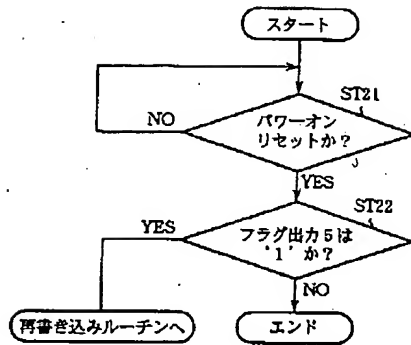 スタート
ST21
NO
パワーオン
リセットか?
YES
ST22
YES
フラグ出力5は
'1'か?
NO
再書き込みルーチンへ
エンド